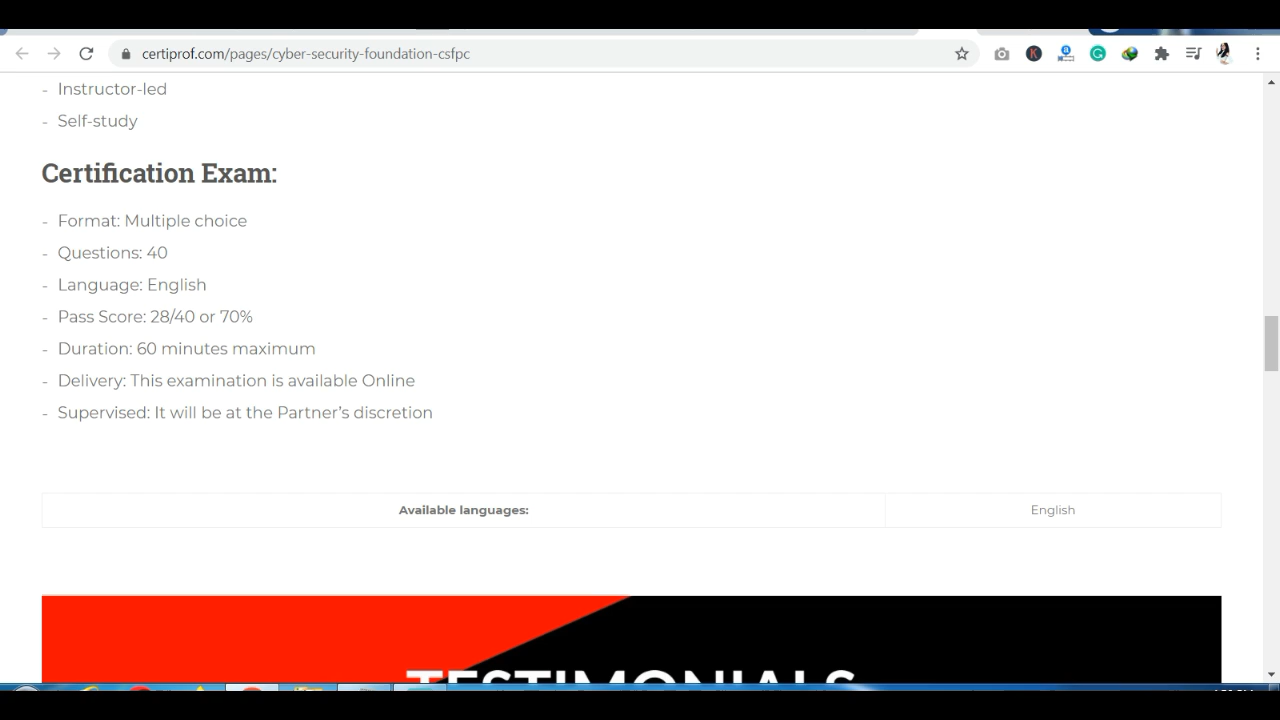 certiprof.com/pages/cyber-security-foundation-csfpc
- Instructor-led
- Self-study
Certification Exam:
- Format: Multiple choice
- Questions: 40
- Language: English
- Pass Score: 28/40 or 70%
- Duration: 60 minutes maximum
- Delivery: This examination is available Online
- Supervised: It will be at the Partner’s discretion
Available languages: English
TESTIMONIALS